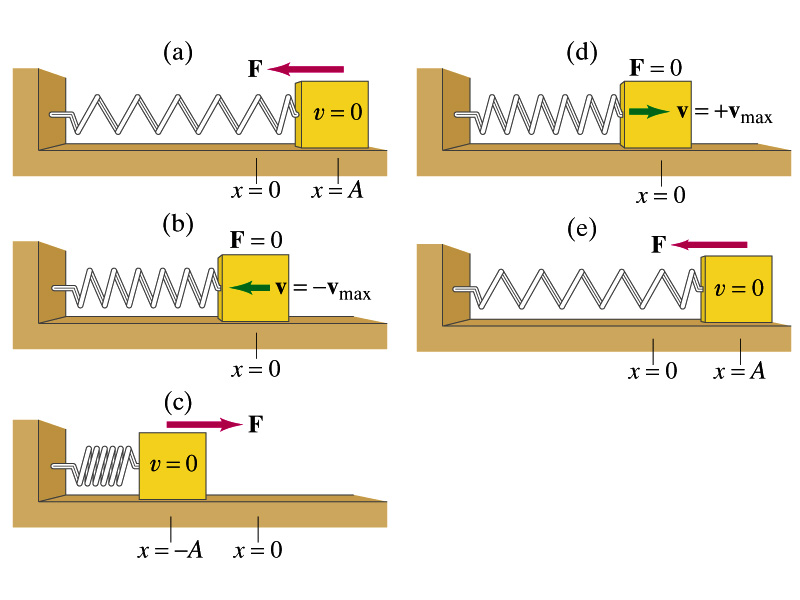 (a)
F
v = 0
x = 0
x = A
(b)
F = 0
v = −vmax
x = 0
(c)
F
v = 0
x = −A
x = 0
(d)
F = 0
v = +vmax
x = 0
(e)
F
v = 0
x = 0
x = A